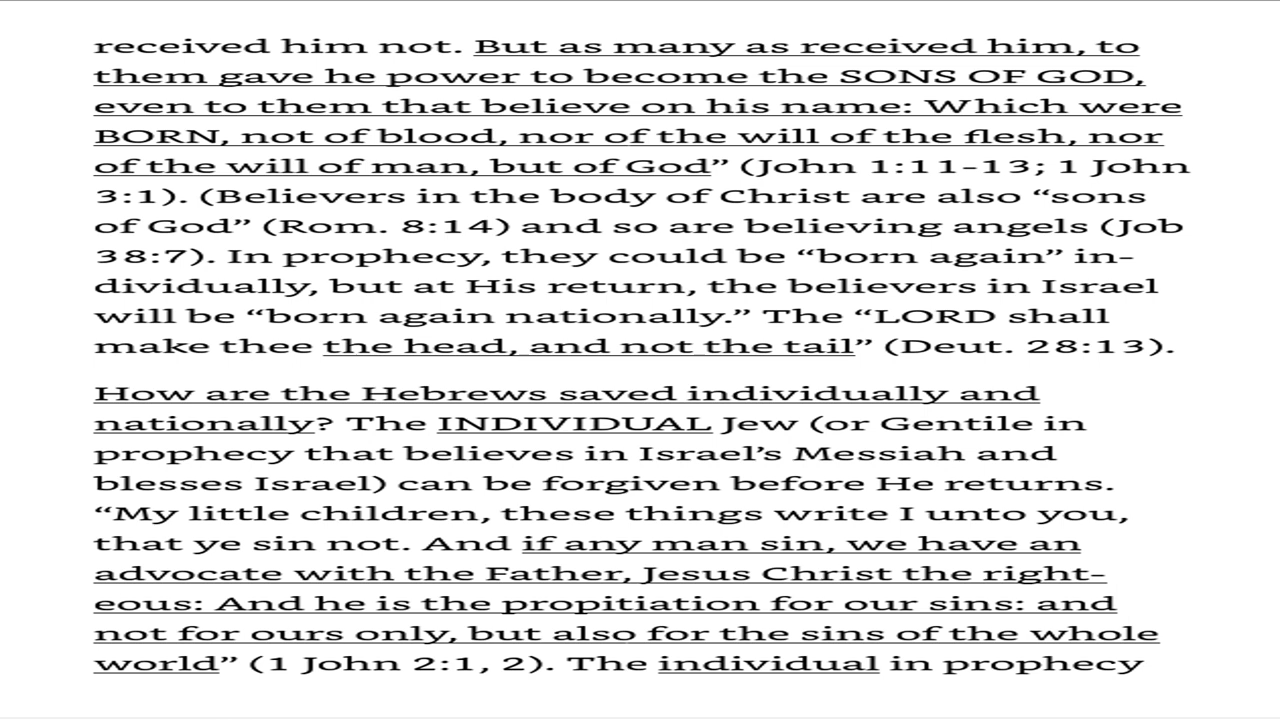 received him not. But as many as received him, to
them gave he power to become the SONS OF GOD,
even to them that believe on his name: Which were
BORN, not of blood, nor of the will of the flesh, nor
of the will of man, but of God” (John 1:11-13; 1 John
3:1). (Believers in the body of Christ are also “sons
of God” (Rom. 8:14) and so are believing angels (Job
38:7). In prophecy, they could be “born again” in-
dividually, but at His return, the believers in Israel
will be “born again nationally.” The “LORD shall
make thee the head, and not the tail” (Deut. 28:13).
How are the Hebrews saved individually and
nationally? The INDIVIDUAL Jew (or Gentile in
prophecy that believes in Israel’s Messiah and
blesses Israel) can be forgiven before He returns.
“My little children, these things write I unto you,
that ye sin not. And if any man sin, we have an
advocate with the Father, Jesus Christ the right-
eous: And he is the propitiation for our sins: and
not for ours only, but also for the sins of the whole
world” (1 John 2:1, 2). The individual in prophecy